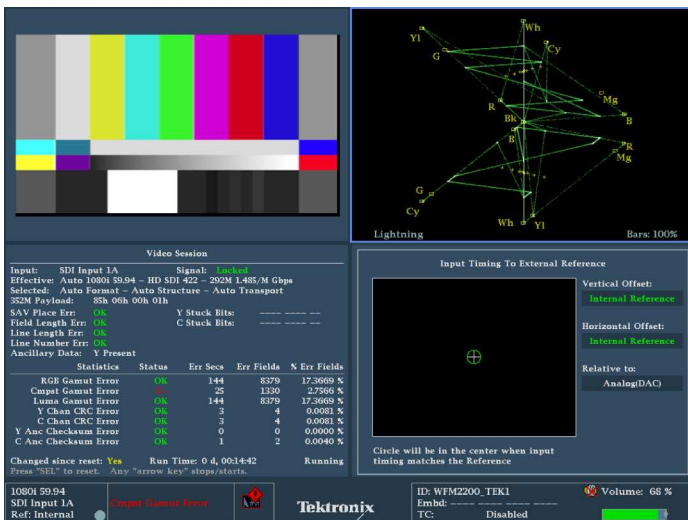 Yl
Wh
G
Cy
Mg
R
B
Bk
B
R
Mg
G
Cy
Wh
Yl
Lightning Bars: 100%
Video Session
Input: SDI Input 1A Signal: Locked
Effective: Auto 1080i 59.94 – HD SDI 422 – 292M 1.485/M Gbps
Selected: Auto Format – Auto Structure – Auto Transport
352M Payload: 85h 06h 00h 01h
SAV Place Err: OK Y Stuck Bits: ---- ---- --
Field Length Err: OK C Stuck Bits: ---- ---- --
Line Length Err: OK
Line Number Err: OK
Ancillary Data: Y Present
Statistics Status Err Secs Err Fields % Err Fields
RGB Gamut Error OK 144 8379 17.3669 %
Cmpst Gamut Error 25 1330 2.7566 %
Luma Gamut Error OK 144 8379 17.3669 %
Y Chan CRC Error OK 3 4 0.0081 %
C Chan CRC Error OK 3 4 0.0081 %
Y Anc Checksum Error OK 0 0 0.0000 %
C Anc Checksum Error OK 1 2 0.0040 %
Changed since reset: Yes Run Time: 0 d, 00:14:42 Running
Press "SEL" to reset. Any "arrow key" stops/starts.
Input Timing To External Reference
Vertical Offset:
Internal Reference
Horizontal Offset:
Internal Reference
Relative to:
Analog(DAC)
Circle will be in the center when input
timing matches the Reference
1080i 59.94
SDI Input 1A
Ref: Internal
Cmpst Gamut Error
Tektronix
ID: WFM2200_TEK1
Embd: ---- ---- ---- ----
TC: Disabled
Volume: 68 %